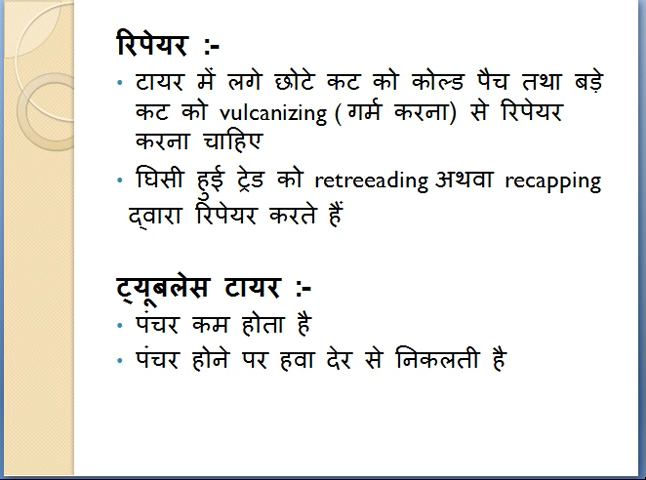 रिपेयर :-
• टायर में लगे छोटे कट को कोल्ड पैच तथा बड़े
कट को vulcanizing ( गर्म करना) से रिपेयर
करना चाहिए
• घिसी हुई ट्रेड को retreeading अथवा recapping
द्वारा रिपेयर करते हैं
ट्यूबलेस टायर :-
• पंचर कम होता है
• पंचर होने पर हवा देर से निकलती है